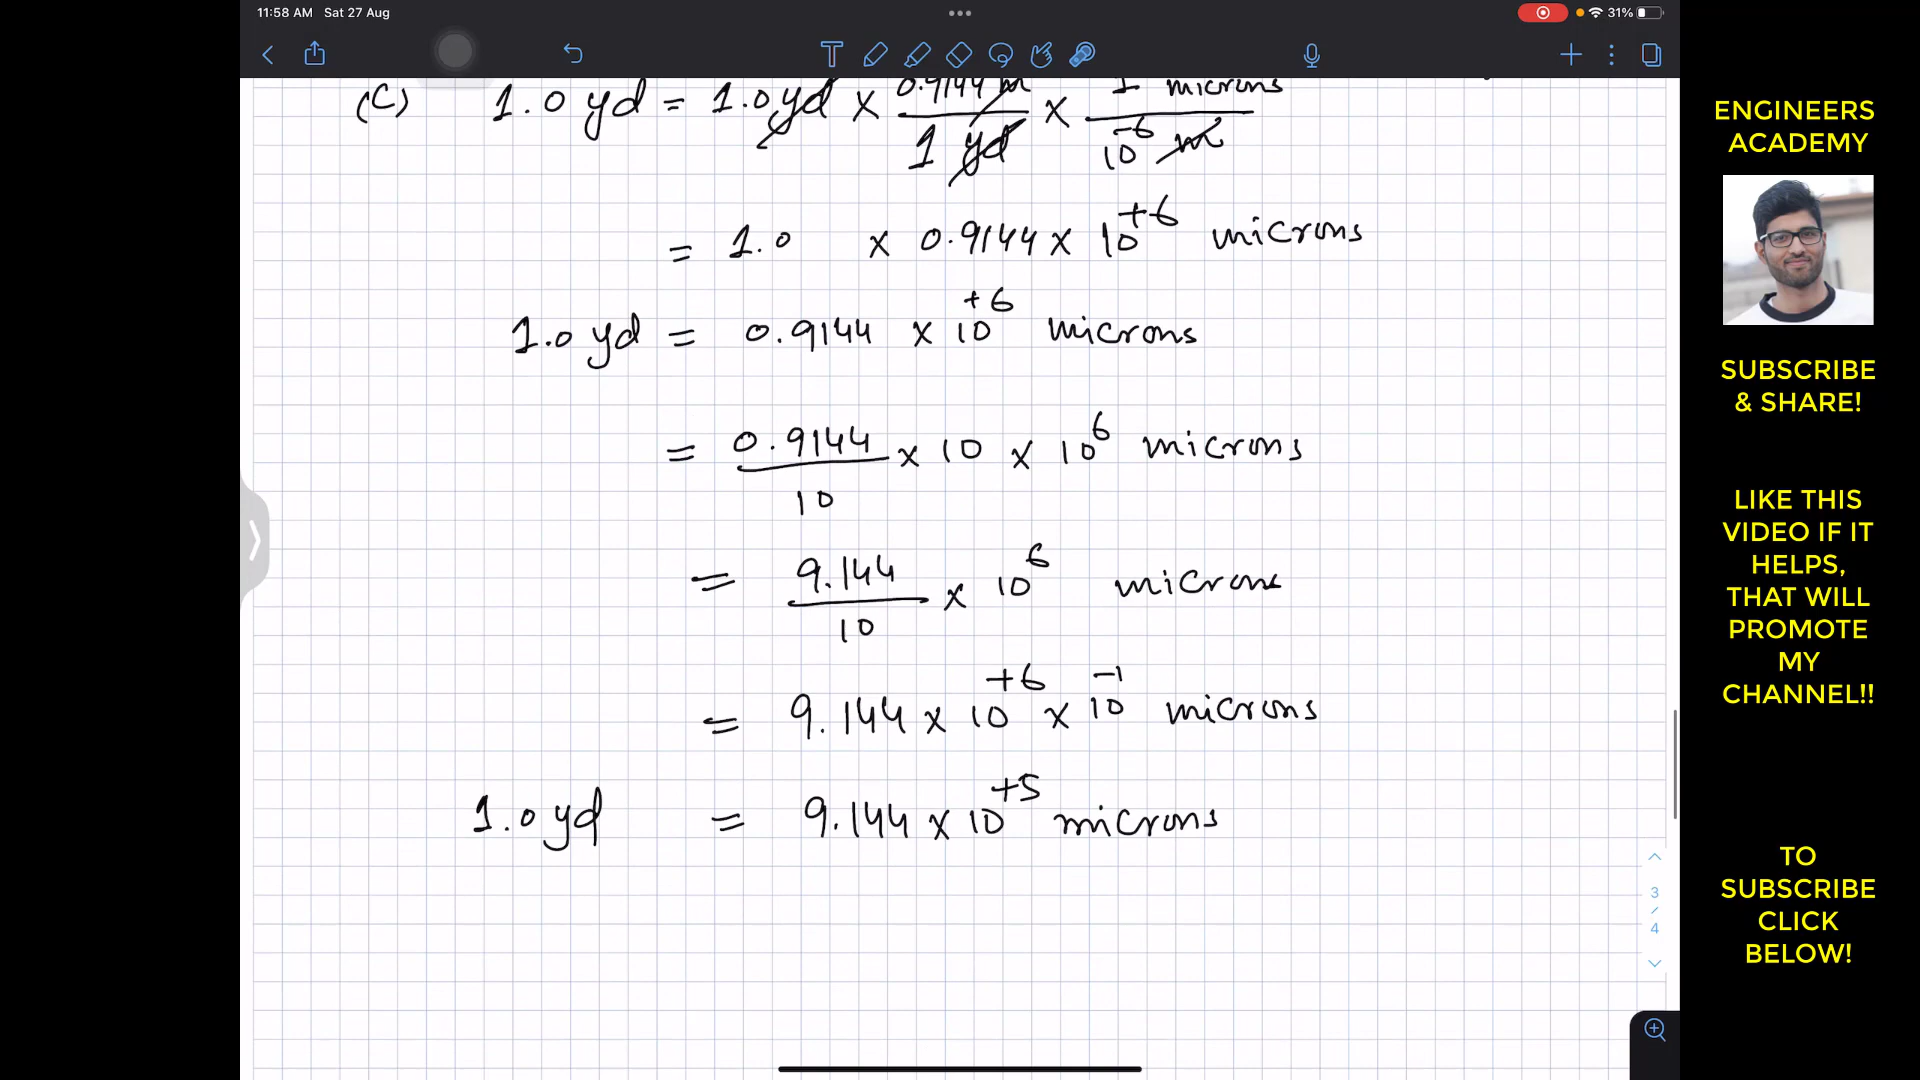 11:58 AM Sat 27 Aug
31%
(C) 1.0 yd = 1.0 yd × 0.9144 m / 1 yd × 1 microns / 10^-6 m
= 1.0 × 0.9144 × 10^+6 microns
1.0 yd = 0.9144 × 10^+6 microns
= 0.9144 / 10 × 10 × 10^6 microns
= 9.144 / 10 × 10^6 microns
= 9.144 × 10^+6 × 10^-1 microns
1.0 yd = 9.144 × 10^+5 microns
3 / 4
ENGINEERS
ACADEMY
SUBSCRIBE
& SHARE!
LIKE THIS
VIDEO IF IT
HELPS,
THAT WILL
PROMOTE
MY
CHANNEL!!
TO
SUBSCRIBE
CLICK
BELOW!